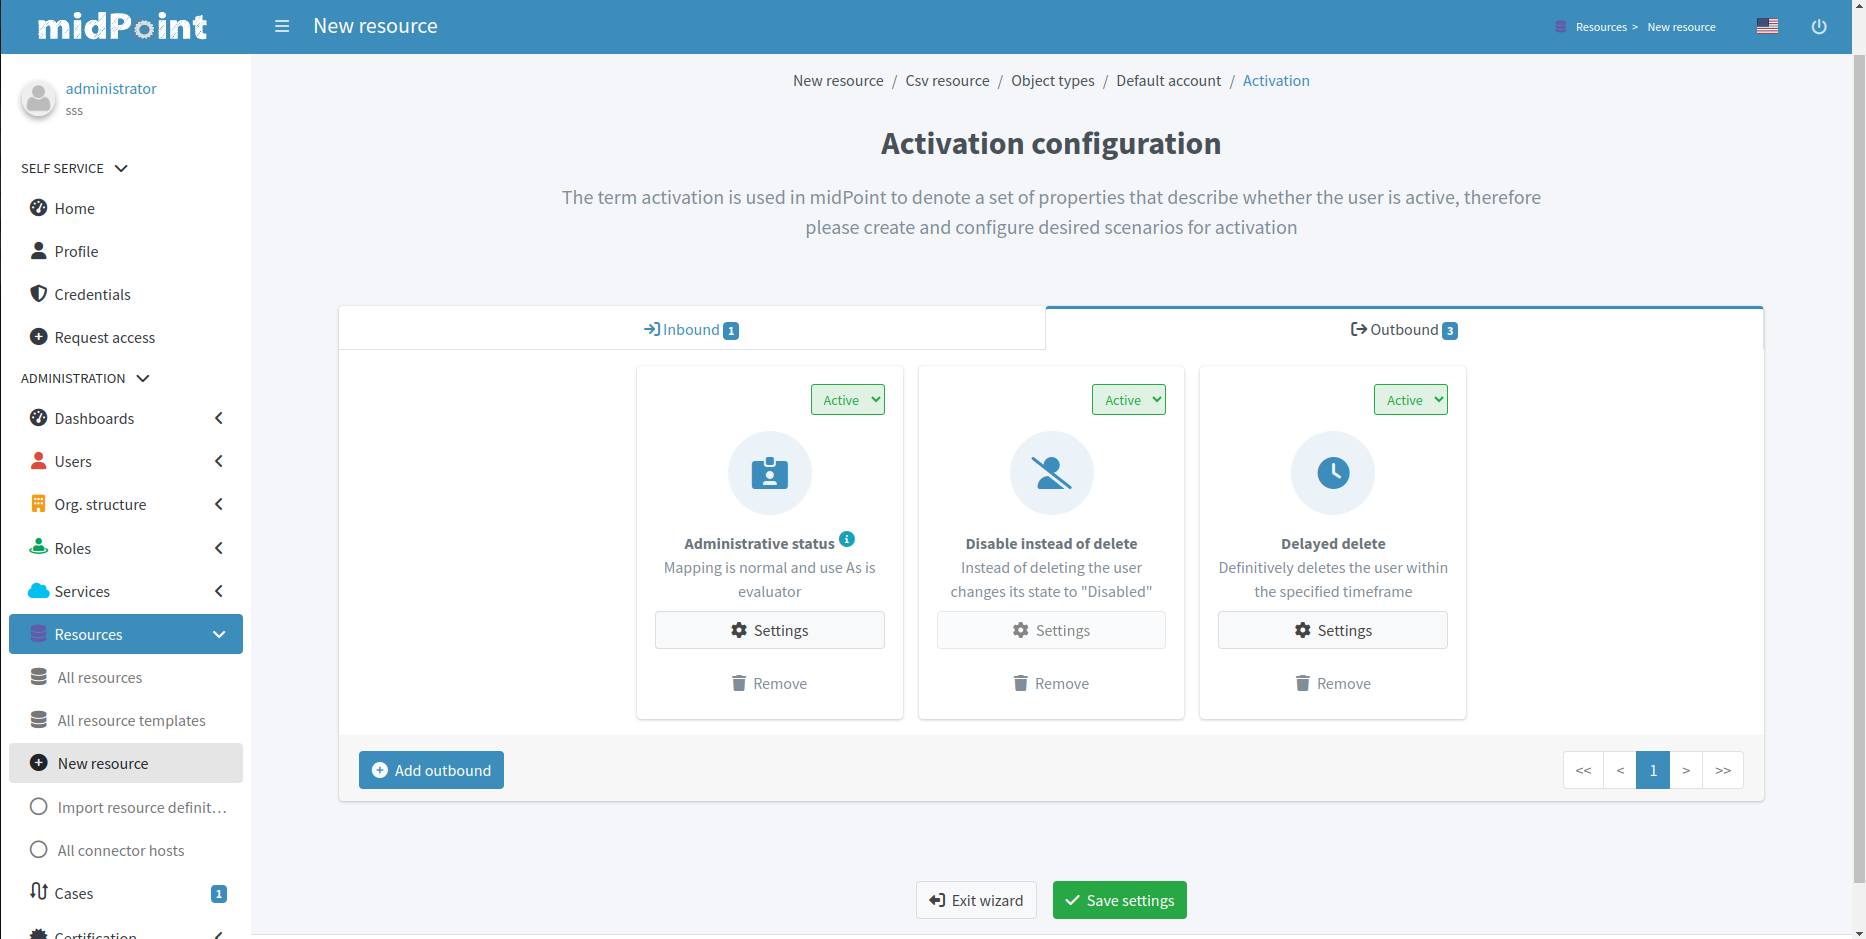 midPoint
New resource
Resources > New resource
administrator
sss
SELF SERVICE
Home
Profile
Credentials
Request access
ADMINISTRATION
Dashboards
Users
Org. structure
Roles
Services
Resources
All resources
All resource templates
New resource
Import resource definit...
All connector hosts
Cases 1
Certification
New resource / Csv resource / Object types / Default account / Activation
Activation configuration
The term activation is used in midPoint to denote a set of properties that describe whether the user is active, therefore
please create and configure desired scenarios for activation
Inbound 1
Outbound 3
Active
Administrative status
Mapping is normal and use As is
evaluator
Settings
Remove
Active
Disable instead of delete
Instead of deleting the user
changes its state to "Disabled"
Settings
Remove
Active
Delayed delete
Definitively deletes the user within
the specified timeframe
Settings
Remove
Add outbound
<< < 1 > >>
Exit wizard
Save settings